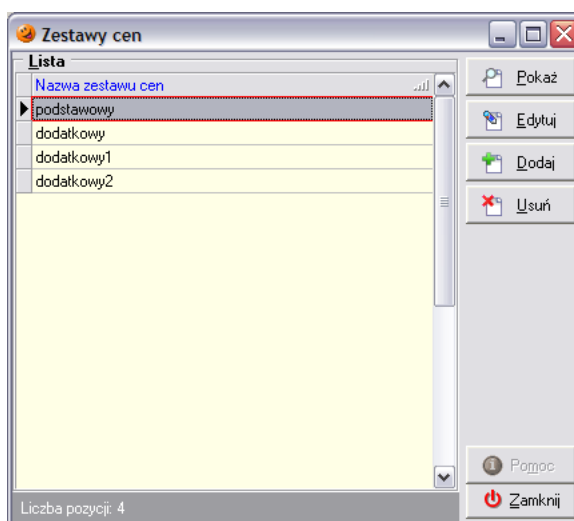 Zestawy cen
Lista
Nazwa zestawu cen
podstawowy
dodatkowy
dodatkowy1
dodatkowy2
Liczba pozycji: 4
Pokaż
Edytuj
Dodaj
Usuń
Pomoc
Zamknij